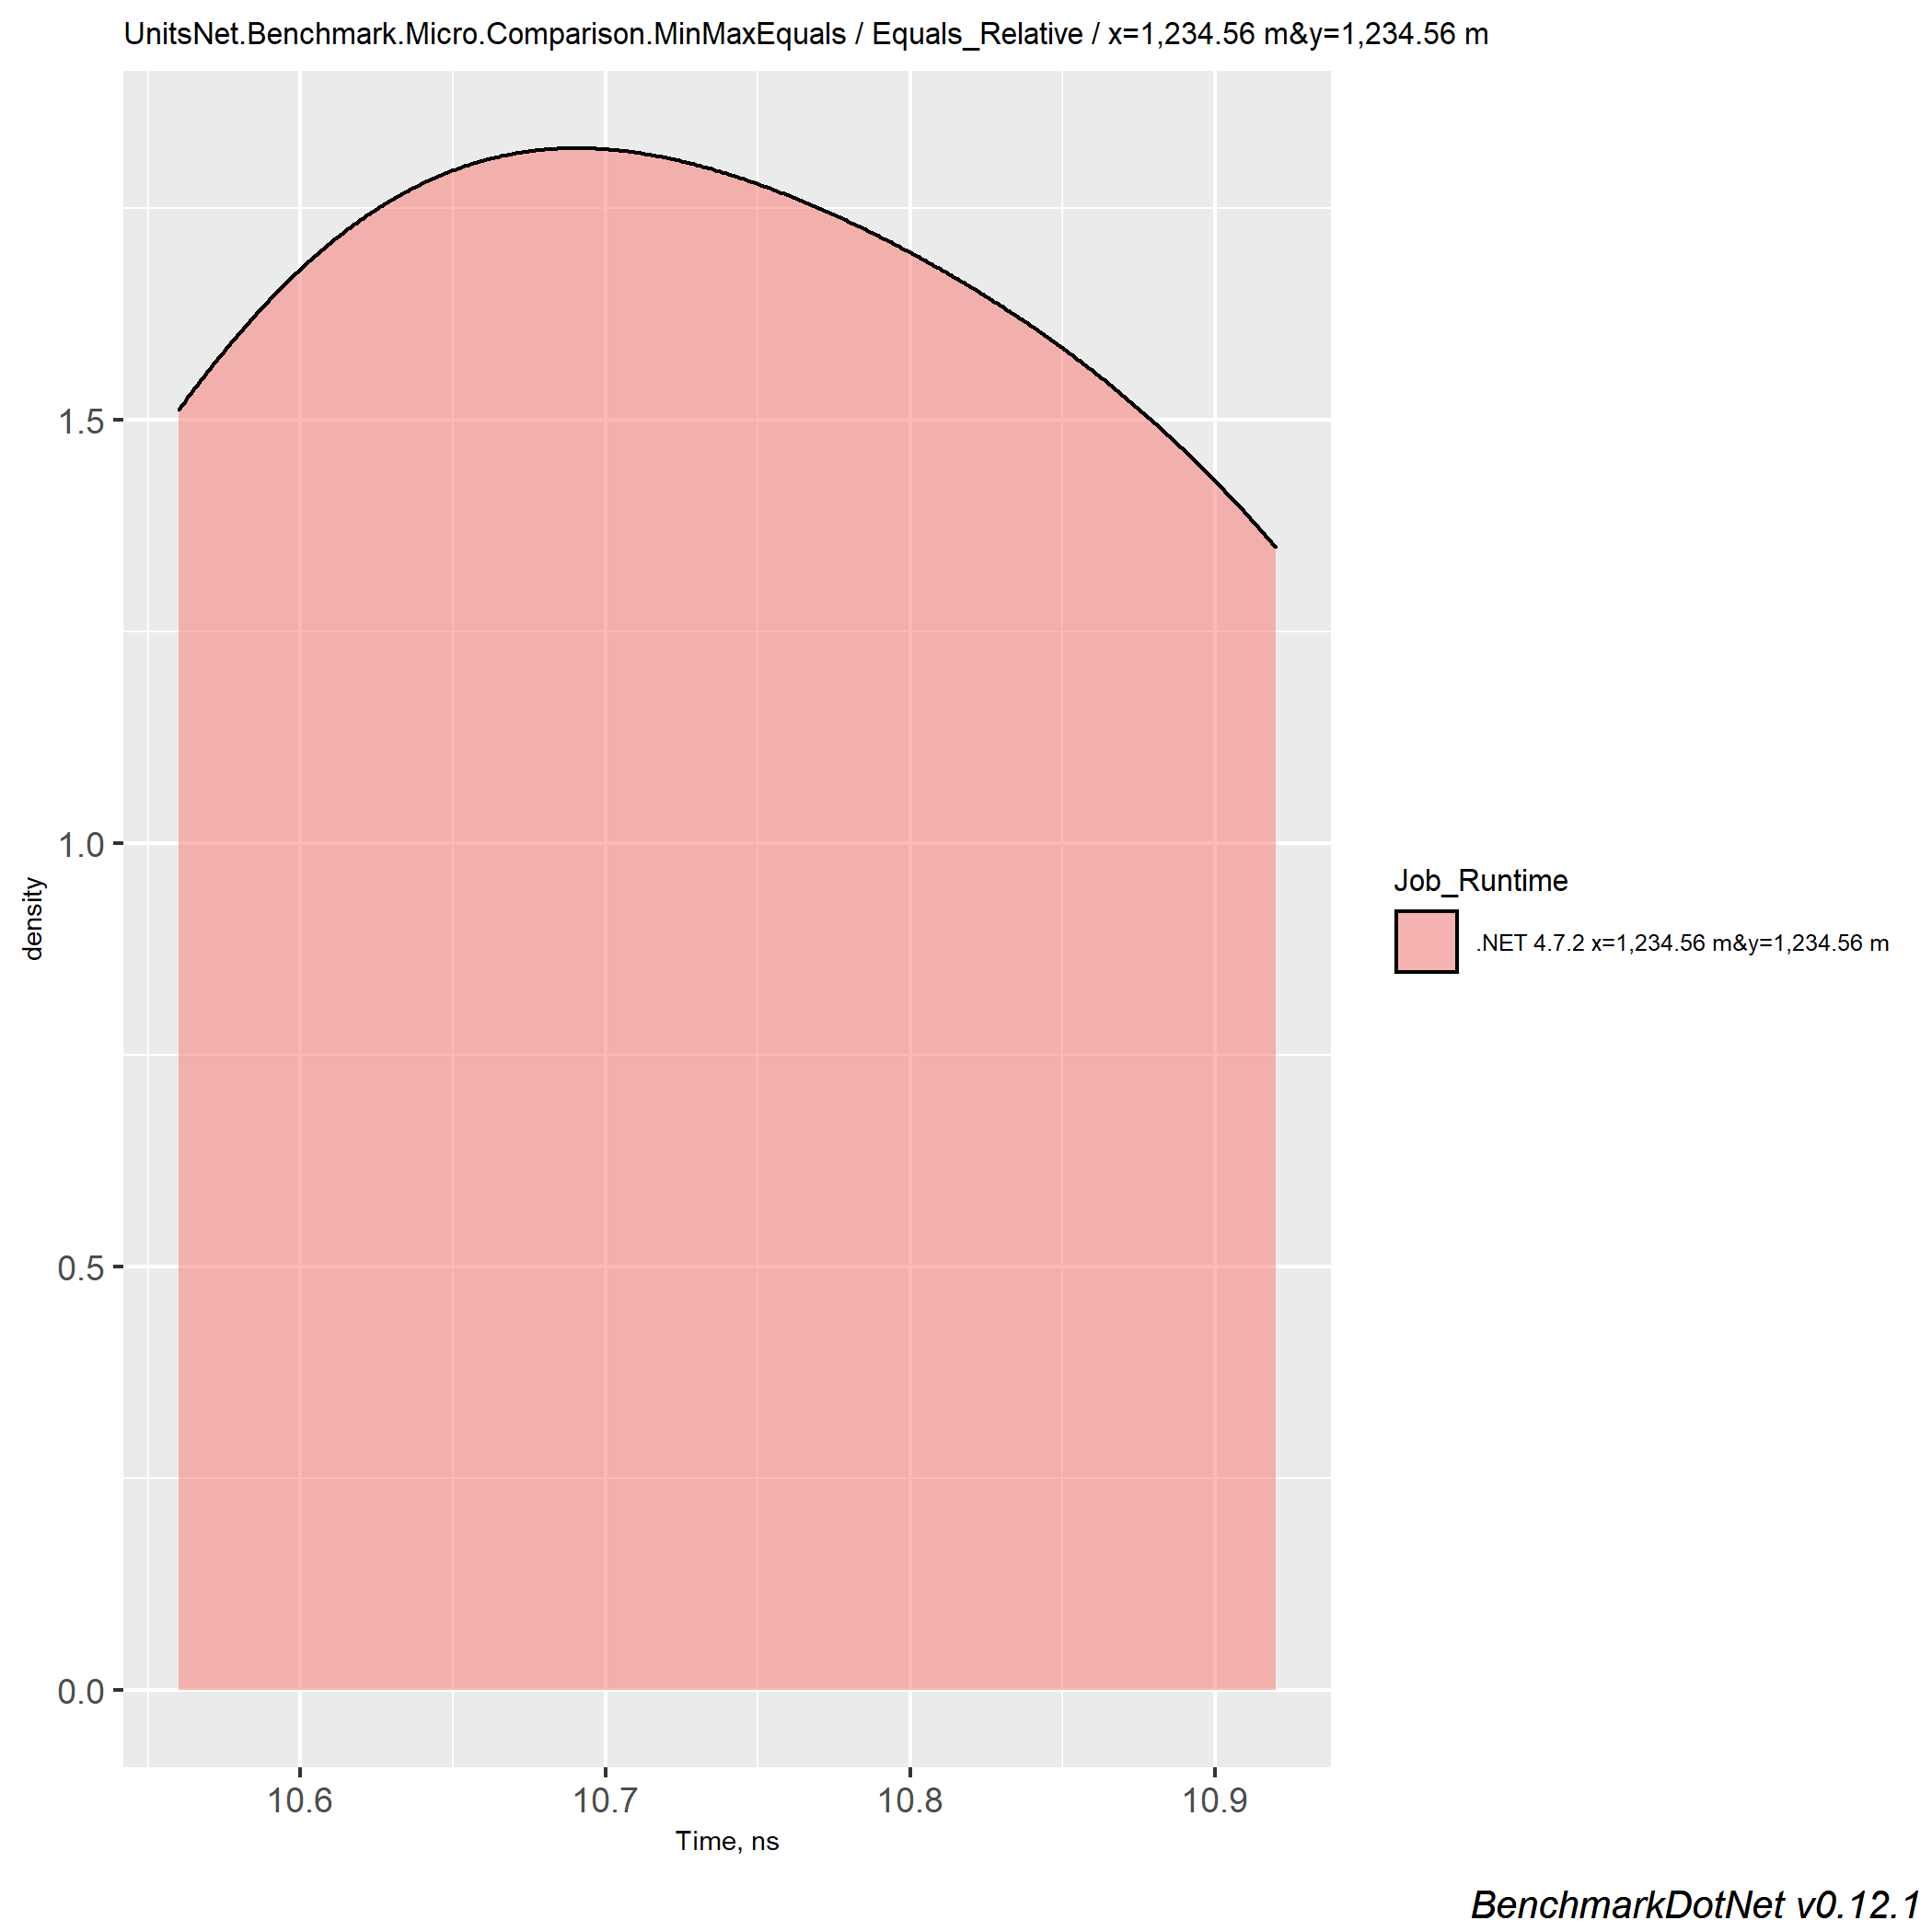 UnitsNet.Benchmark.Micro.Comparison.MinMaxEquals / Equals_Relative / x=1,234.56 m&y=1,234.56 m
1.5
1.0
0.5
0.0
density
10.6 10.7 10.8 10.9
Time, ns
Job_Runtime
.NET 4.7.2 x=1,234.56 m&y=1,234.56 m
BenchmarkDotNet v0.12.1